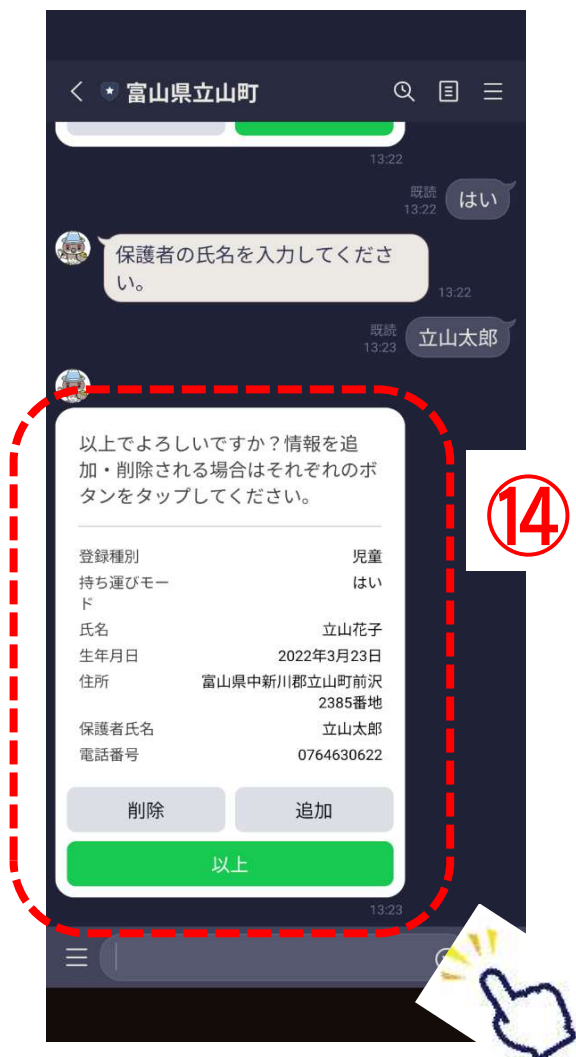 富山県立山町
13:22
既読
13:22
はい
保護者の氏名を入力してくださ
い。
13:22
既読
13:23
立山太郎
以上でよろしいですか？情報を追
加・削除される場合はそれぞれのボ
タンをタップしてください。
⑭
登録種別 児童
持ち運びモー はい
ド
氏名 立山花子
生年月日 2022年3月23日
住所 富山県中新川郡立山町前沢
2385番地
保護者氏名 立山太郎
電話番号 0764630622
削除 追加
以上
13:23